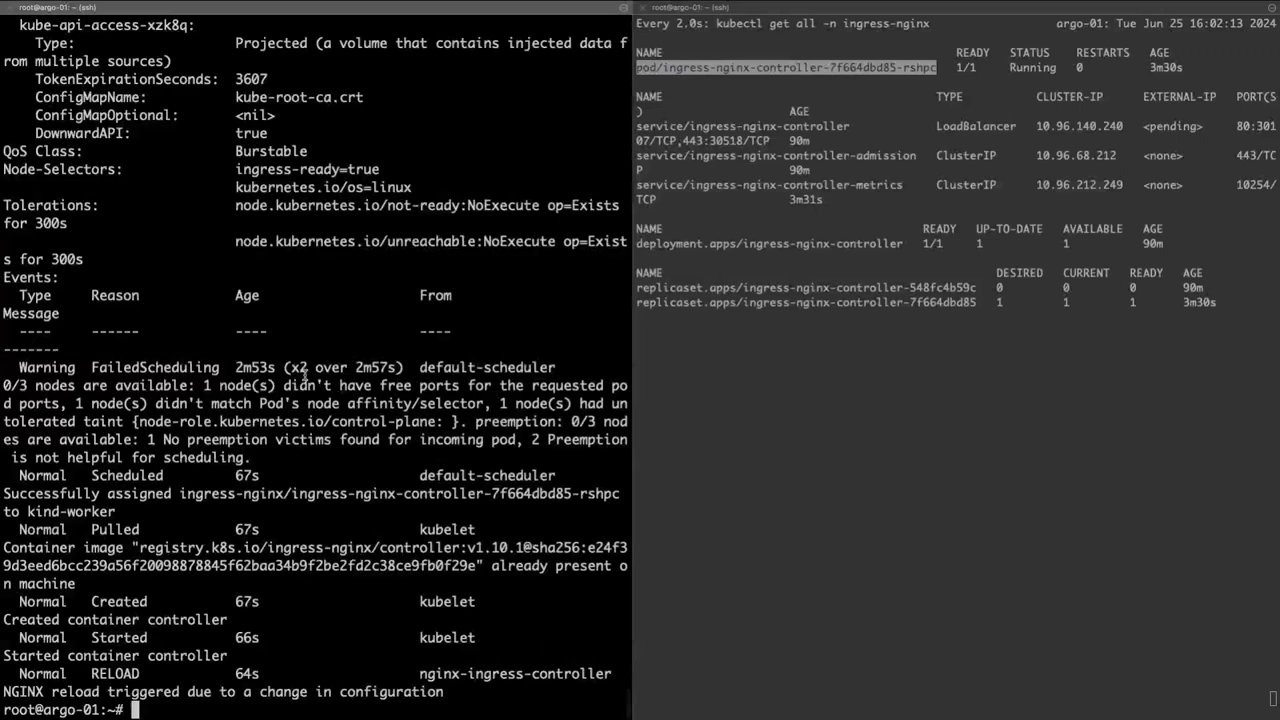 root@argo-01: ~ (ssh)
kube-api-access-xzk8q:
Type: Projected (a volume that contains injected data f
rom multiple sources)
TokenExpirationSeconds: 3607
ConfigMapName: kube-root-ca.crt
ConfigMapOptional: <nil>
DownwardAPI: true
QoS Class: Burstable
Node-Selectors: ingress-ready=true
kubernetes.io/os=linux
Tolerations: node.kubernetes.io/not-ready:NoExecute op=Exists
for 300s
node.kubernetes.io/unreachable:NoExecute op=Exist
s for 300s
Events:
Type Reason Age From
Message
---- ------ ---- ----
-------
Warning FailedScheduling 2m53s (x2 over 2m57s) default-scheduler
0/3 nodes are available: 1 node(s) didn't have free ports for the requested po
d ports, 1 node(s) didn't match Pod's node affinity/selector, 1 node(s) had un
tolerated taint {node-role.kubernetes.io/control-plane: }. preemption: 0/3 nod
es are available: 1 No preemption victims found for incoming pod, 2 Preemption
is not helpful for scheduling.
Normal Scheduled 67s default-scheduler
Successfully assigned ingress-nginx/ingress-nginx-controller-7f664dbd85-rshpc
to kind-worker
Normal Pulled 67s kubelet
Container image "registry.k8s.io/ingress-nginx/controller:v1.10.1@sha256:e24f3
9d3eed6bcc239a56f20098878845f62baa34b9f2be2fd2c38ce9fb0f29e" already present o
n machine
Normal Created 67s kubelet
Created container controller
Normal Started 66s kubelet
Started container controller
Normal RELOAD 64s nginx-ingress-controller
NGINX reload triggered due to a change in configuration
root@argo-01:~#
root@argo-01: ~ (ssh)
Every 2.0s: kubectl get all -n ingress-nginx argo-01: Tue Jun 25 16:02:13 2024
NAME READY STATUS RESTARTS AGE
pod/ingress-nginx-controller-7f664dbd85-rshpc 1/1 Running 0 3m30s
NAME TYPE CLUSTER-IP EXTERNAL-IP PORT(S
) AGE
service/ingress-nginx-controller LoadBalancer 10.96.140.240 <pending> 80:301
07/TCP,443:30518/TCP 90m
service/ingress-nginx-controller-admission ClusterIP 10.96.68.212 <none> 443/TC
P 90m
service/ingress-nginx-controller-metrics ClusterIP 10.96.212.249 <none> 10254/
TCP 3m31s
NAME READY UP-TO-DATE AVAILABLE AGE
deployment.apps/ingress-nginx-controller 1/1 1 1 90m
NAME DESIRED CURRENT READY AGE
replicaset.apps/ingress-nginx-controller-548fc4b59c 0 0 0 90m
replicaset.apps/ingress-nginx-controller-7f664dbd85 1 1 1 3m30s